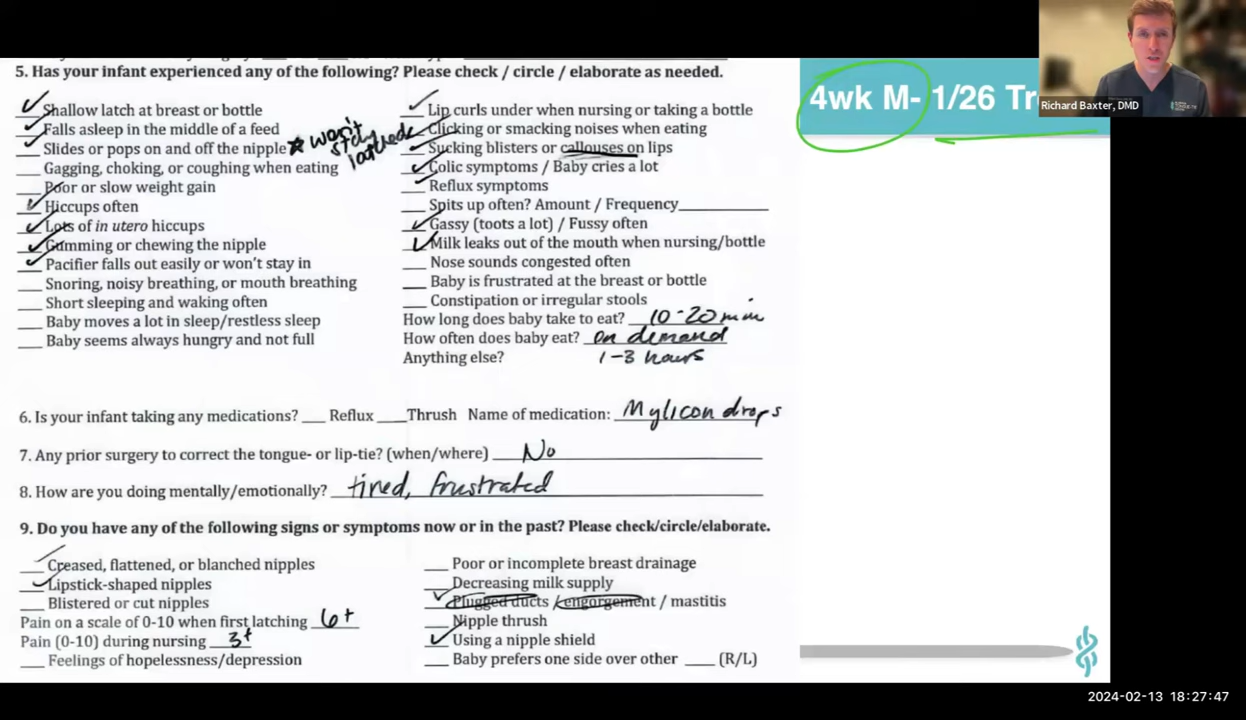 5. Has your infant experienced any of the following? Please check / circle / elaborate as needed.
Shallow latch at breast or bottle
Falls asleep in the middle of a feed
Slides or pops on and off the nipple won't stay latched
Gagging, choking, or coughing when eating
Poor or slow weight gain
Hiccups often
Lots of in utero hiccups
Gumming or chewing the nipple
Pacifier falls out easily or won't stay in
Snoring, noisy breathing, or mouth breathing
Short sleeping and waking often
Baby moves a lot in sleep/restless sleep
Baby seems always hungry and not full
Lip curls under when nursing or taking a bottle
Clicking or smacking noises when eating
Sucking blisters or callouses on lips
Colic symptoms / Baby cries a lot
Reflux symptoms
Spits up often? Amount / Frequency
Gassy (toots a lot) / Fussy often
Milk leaks out of the mouth when nursing/bottle
Nose sounds congested often
Baby is frustrated at the breast or bottle
Constipation or irregular stools
How long does baby take to eat? 10-20 min
How often does baby eat? on demand
Anything else? 1-3 hours
6. Is your infant taking any medications? ___ Reflux ___ Thrush Name of medication: Mylicon drops
7. Any prior surgery to correct the tongue- or lip-tie? (when/where) No
8. How are you doing mentally/emotionally? tired, frustrated
9. Do you have any of the following signs or symptoms now or in the past? Please check/circle/elaborate.
Creased, flattened, or blanched nipples
Lipstick-shaped nipples
Blistered or cut nipples
Pain on a scale of 0-10 when first latching 6+
Pain (0-10) during nursing 3+
Feelings of hopelessness/depression
Poor or incomplete breast drainage
Decreasing milk supply
Plugged ducts / engorgement / mastitis
Nipple thrush
Using a nipple shield
Baby prefers one side over other ___ (R/L)
4wk M- 1/26
Richard Baxter, DMD
2024-02-13 18:27:47